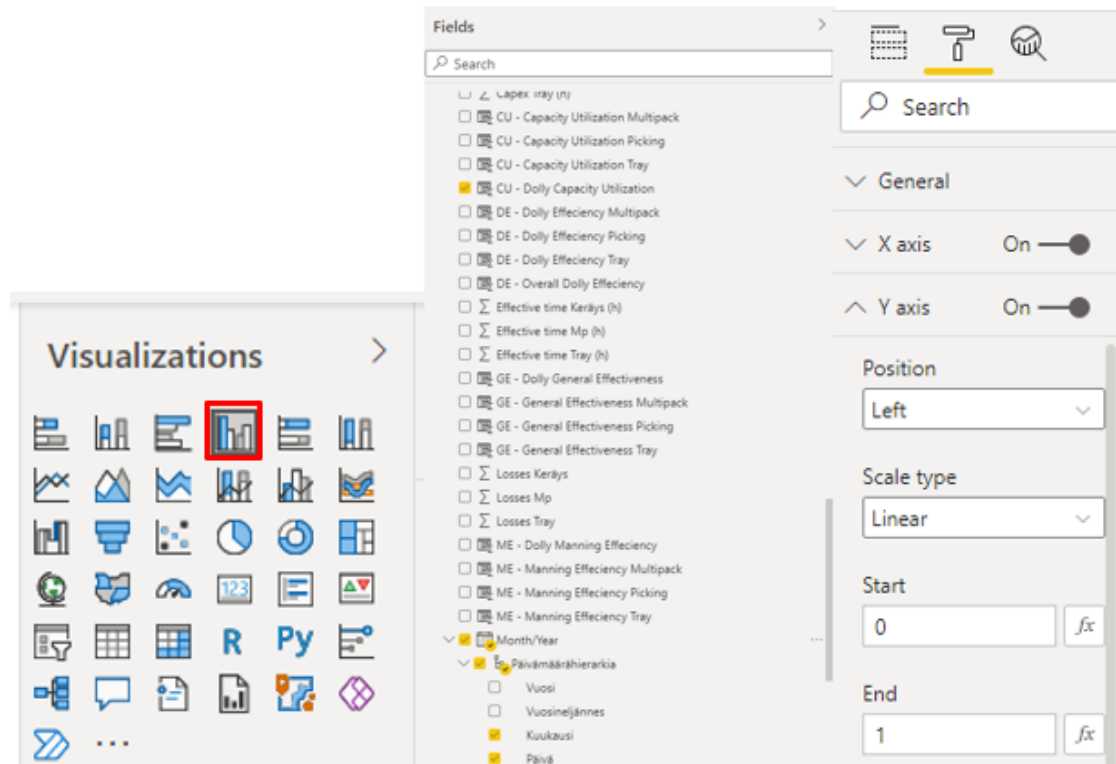 Visualizations
123
R
Py
Fields
Search
Capex Tray (h)
CU - Capacity Utilization Multipack
CU - Capacity Utilization Picking
CU - Capacity Utilization Tray
CU - Dolly Capacity Utilization
DE - Dolly Effeciency Multipack
DE - Dolly Effeciency Picking
DE - Dolly Effeciency Tray
DE - Overall Dolly Effeciency
Effective time Keräys (h)
Effective time Mp (h)
Effective time Tray (h)
GE - Dolly General Effectiveness
GE - General Effectiveness Multipack
GE - General Effectiveness Picking
GE - General Effectiveness Tray
Losses Keräys
Losses Mp
Losses Tray
ME - Dolly Manning Effeciency
ME - Manning Effeciency Multipack
ME - Manning Effeciency Picking
ME - Manning Effeciency Tray
Month/Year
Päivämäärähierarkia
Vuosi
Vuosineljännes
Kuukausi
Päivä
Search
General
X axis On
Y axis On
Position
Left
Scale type
Linear
Start
0 fx
End
1 fx